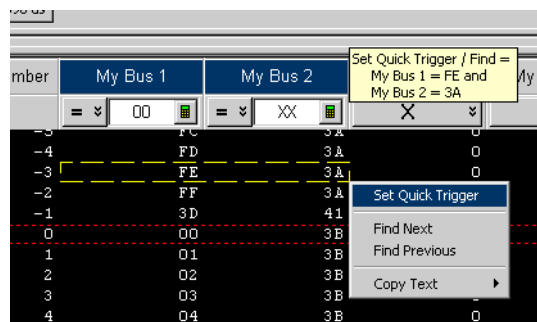 Set Quick Trigger / Find =
My Bus 1 = FE and
My Bus 2 = 3A
mber My Bus 1 My Bus 2 My
= 00 = XX X
-5 FC 3A 0
-4 FD 3A 0
-3 FE 3A
-2 FF 3A
-1 3D 41
0 00 3B
1 01 3B
2 02 3B
3 03 3B
4 04 3B 0
Set Quick Trigger
Find Next
Find Previous
Copy Text